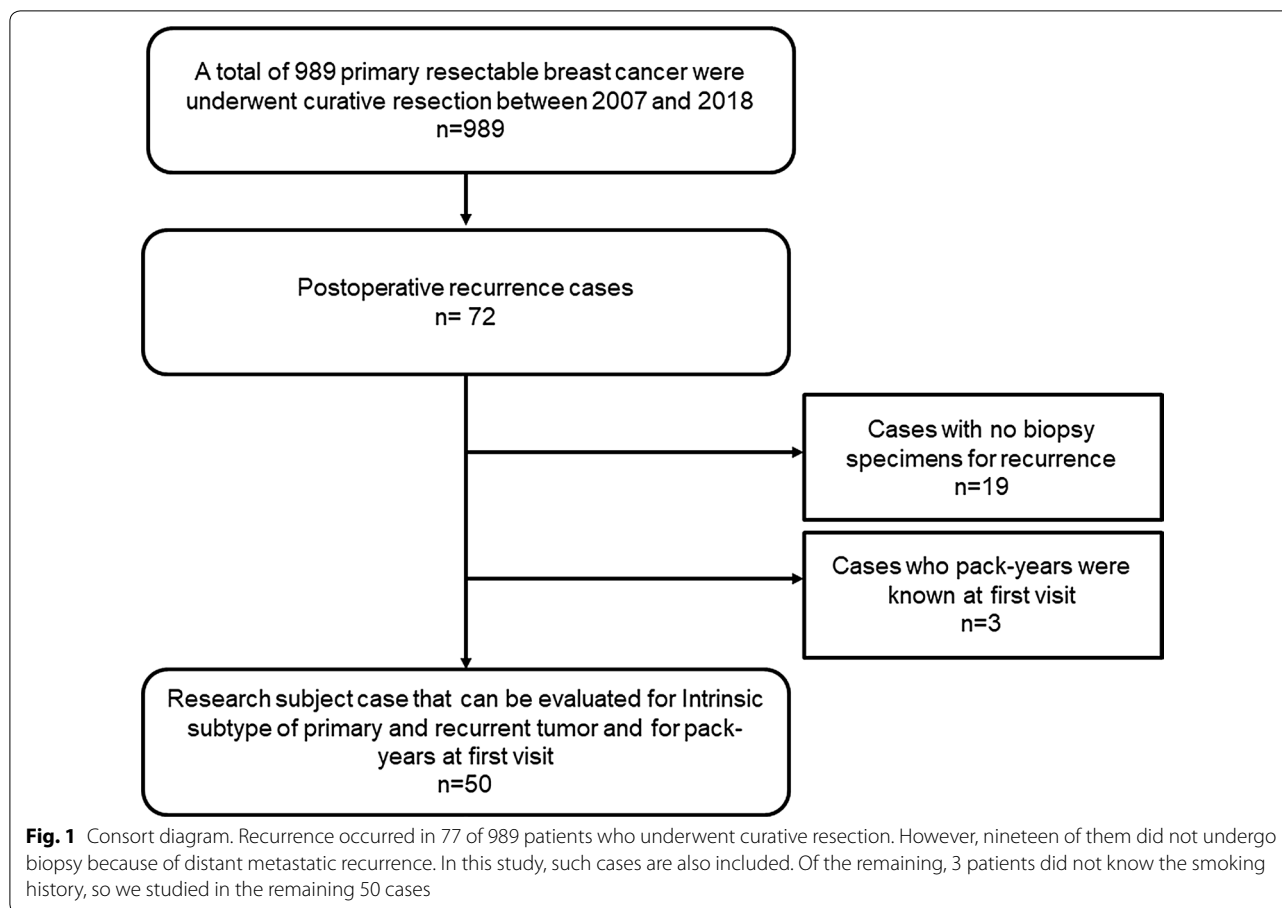 A total of 989 primary resectable breast cancer were
underwent curative resection between 2007 and 2018
n=989
Postoperative recurrence cases
n= 72
Cases with no biopsy
specimens for recurrence
n=19
Cases who pack-years were
known at first visit
n=3
Research subject case that can be evaluated for Intrinsic
subtype of primary and recurrent tumor and for pack-
years at first visit
n=50
Fig. 1 Consort diagram. Recurrence occurred in 77 of 989 patients who underwent curative resection. However, nineteen of them did not undergo
biopsy because of distant metastatic recurrence. In this study, such cases are also included. Of the remaining, 3 patients did not know the smoking
history, so we studied in the remaining 50 cases